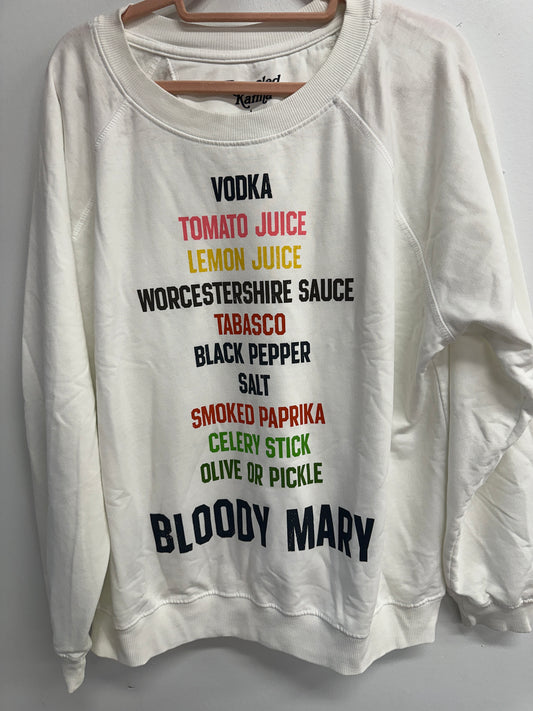 VODKA
TOMATO JUICE
LEMON JUICE
WORCESTERSHIRE SAUCE
TABASCO
BLACK PEPPER
SALT
SMOKED PAPRIKA
CELERY STICK
OLIVE OR PICKLE
BLOODY MARY